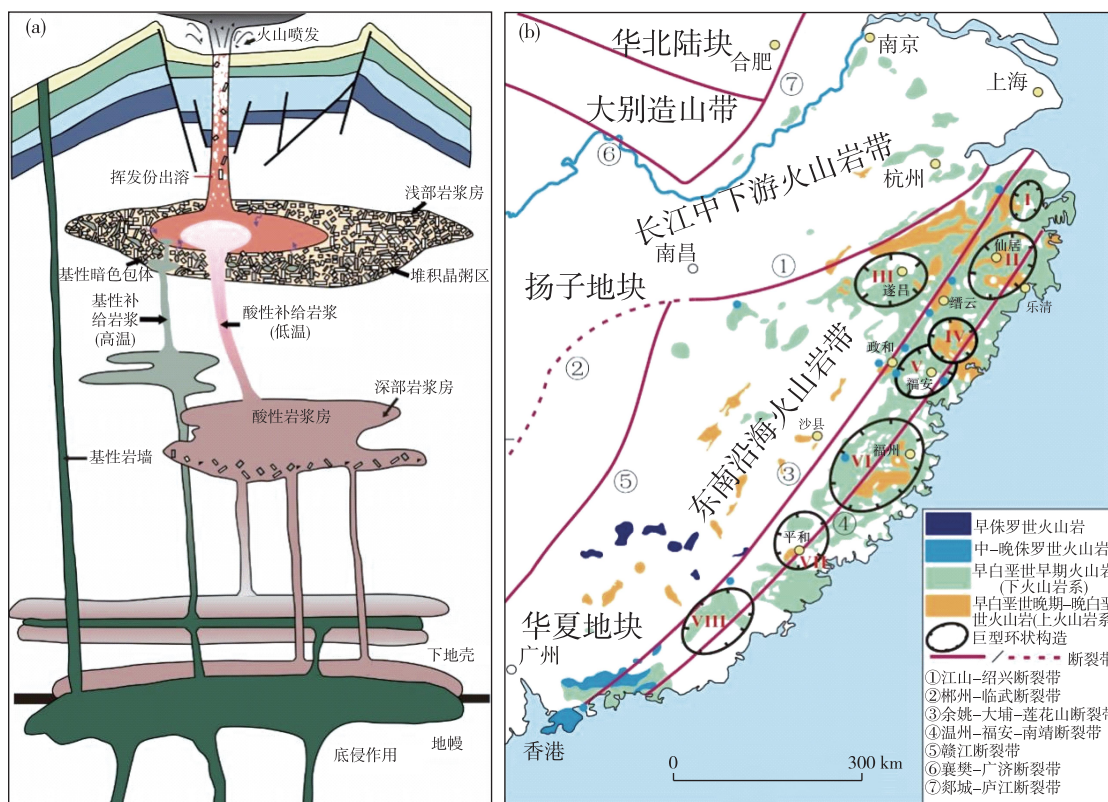 (a)
火山喷发
挥发份出溶
浅部岩浆房
基性暗色包体
堆积晶粥区
基性补
给岩浆
(高温)
酸性补给岩浆
(低温)
深部岩浆房
酸性岩浆房
基性岩墙
下地壳
地幔
底侵作用
(b)
华北陆块
合肥
南京
上海
⑦
大别造山带
⑥
长江中下游火山岩带
杭州
南昌
①
扬子地块
②
I
仙居
II
III
遂昌
乐清
缙云
IV
政和
V
福安
东南沿海火山岩带
沙县
③
⑤
VI
福州
④
平和
VII
VIII
华夏地块
广州
香港
0
300 km
早侏罗世火山岩
中–晚侏罗世火山岩
早白垩世早期火山岩
(下火山岩系)
早白垩世晚期–晚白垩
世火山岩(上火山岩系
巨型环状构造
/
断裂带
①江山–绍兴断裂带
②郴州–临武断裂带
③余姚–大埔–莲花山断裂带
④温州–福安–南靖断裂带
⑤赣江断裂带
⑥襄樊–广济断裂带
⑦郯城–庐江断裂带